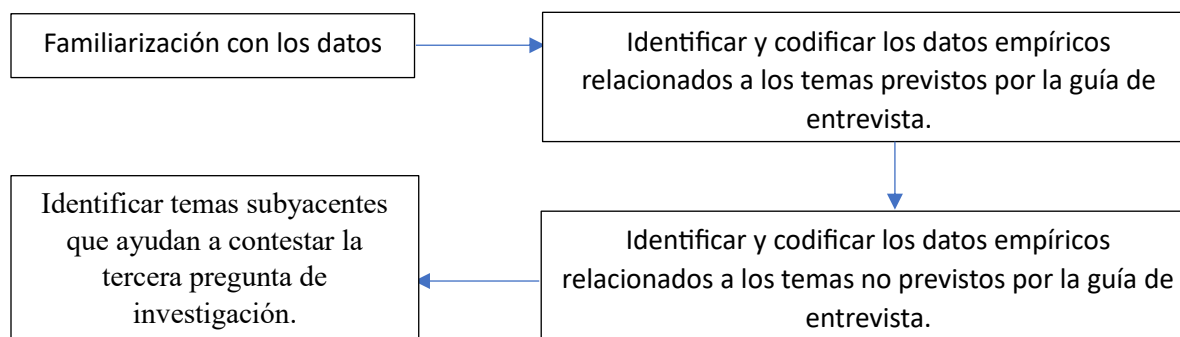 Familiarización con los datos
Identificar y codificar los datos empíricos
relacionados a los temas previstos por la guía de
entrevista.
Identificar y codificar los datos empíricos
relacionados a los temas no previstos por la guía de
entrevista.
Identificar temas subyacentes
que ayudan a contestar la
tercera pregunta de
investigación.